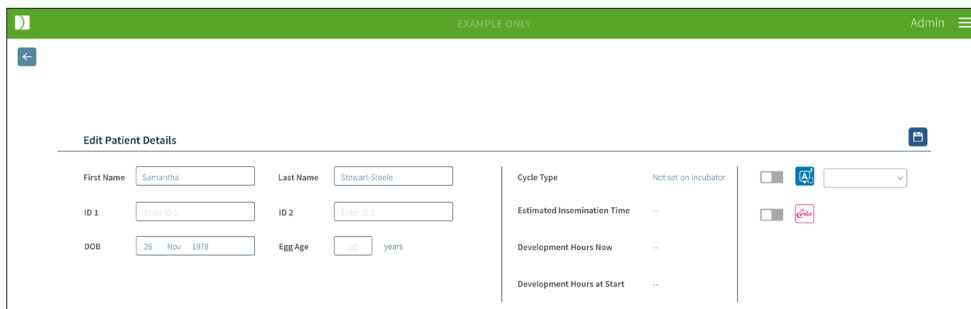 EXAMPLE ONLY
Admin
Edit Patient Details
First Name Samantha Last Name Stewart-Steele
ID 1 Enter ID 1 ID 2 Enter ID 2
DOB 26 Nov 1978 Egg Age years
Cycle Type Not set on incubator
Estimated Insemination Time --
Development Hours Now --
Development Hours at Start --